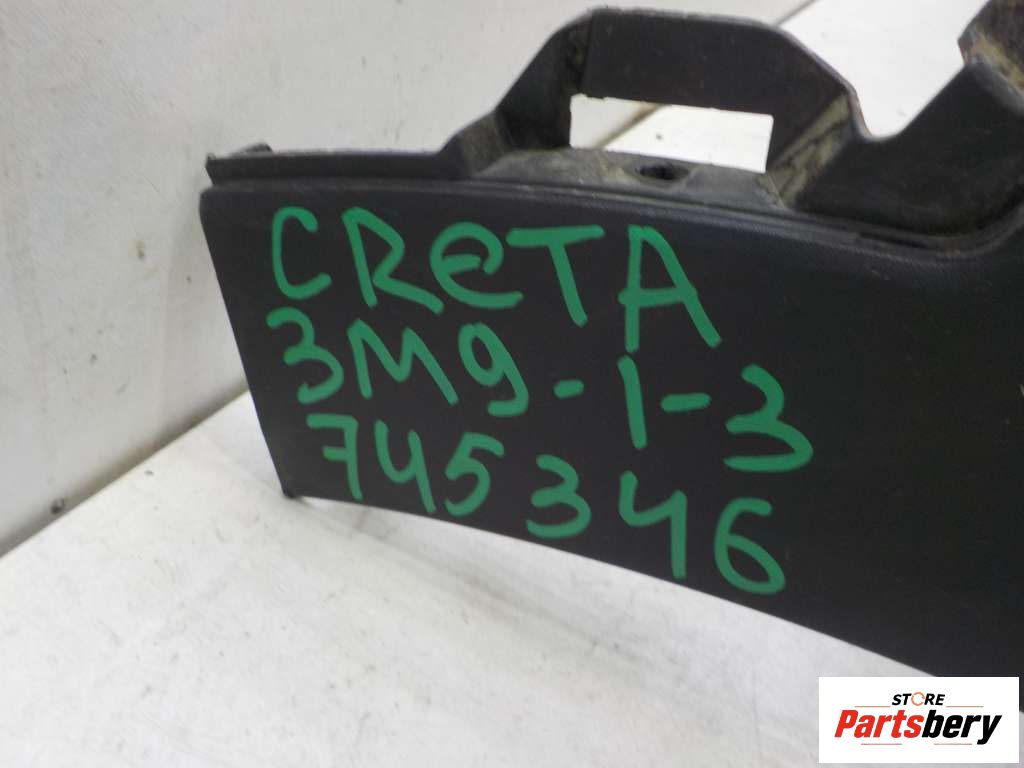 CReTA
3M9-1-3
745346
STORE
Partsbery